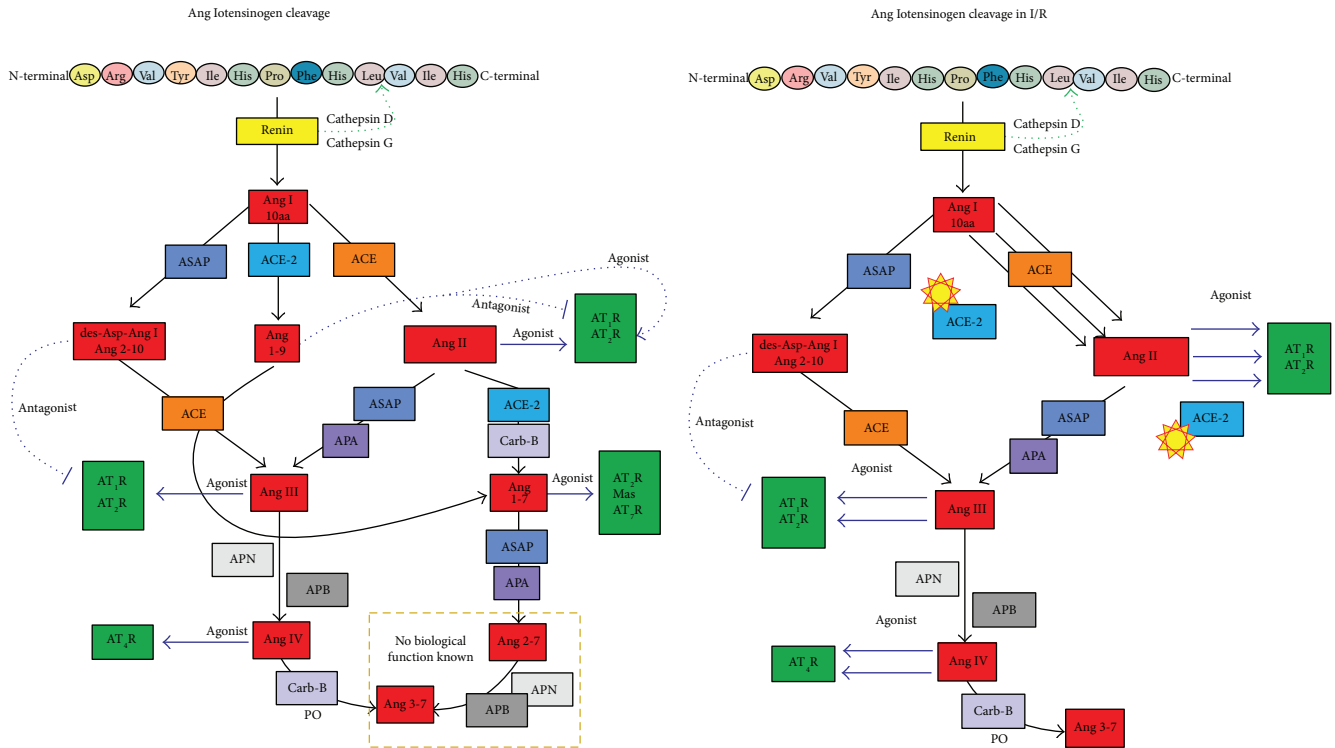 Ang Iotensinogen cleavage
N-terminal Asp Arg Val Tyr Ile His Pro Phe His Leu Val Ile His C-terminal
Cathepsin D
Renin
Cathepsin G
Ang I
10aa
ASAP
ACE-2
ACE
Agonist
Antagonist
des-Asp-Ang I
Ang 2-10
Ang
1-9
Ang II
Agonist
AT1R
AT2R
Antagonist
ACE
ASAP
APA
ACE-2
Carb-B
AT1R
AT2R
Agonist
Ang III
Ang
1-7
Agonist
AT2R
Mas
AT7R
APN
APB
ASAP
APA
AT4R
Agonist
Ang IV
No biological
function known
Ang 2-7
Carb-B
PO
Ang 3-7
APN
APB
Ang Iotensinogen cleavage in I/R
N-terminal Asp Arg Val Tyr Ile His Pro Phe His Leu Val Ile His C-terminal
Cathepsin D
Renin
Cathepsin G
Ang I
10aa
ASAP
ACE
ACE-2
Agonist
des-Asp-Ang I
Ang 2-10
Ang II
AT1R
AT2R
Antagonist
ACE
ASAP
ACE-2
APA
Agonist
AT1R
AT2R
Ang III
APN
APB
Agonist
AT4R
Ang IV
Carb-B
PO
Ang 3-7